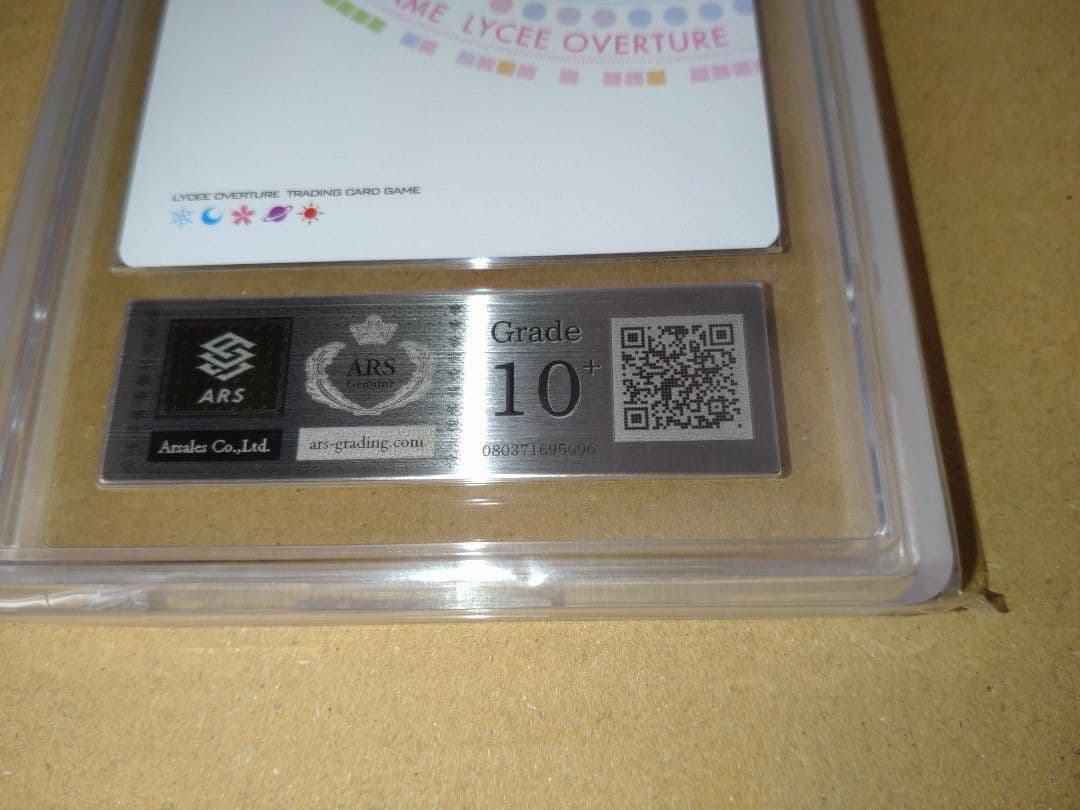 AME LYCEE OVERTURE
LYCEE OVERTURE TRADING CARD GAME
ARS
Arsales Co.,Ltd.
ARS
Genuine
ars-grading.com
Grade
10+
080371695096